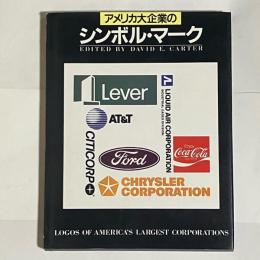 アメリカ大企業の
シンボル・マーク
EDITED BY DAVID E. CARTER
Lever
LIQUID AIR CORPORATION
AT&T
CITICORP
Ford
Enjoy
Coca-Cola
CHRYSLER
CORPORATION
LOGOS OF AMERICA'S LARGEST CORPORATIONS